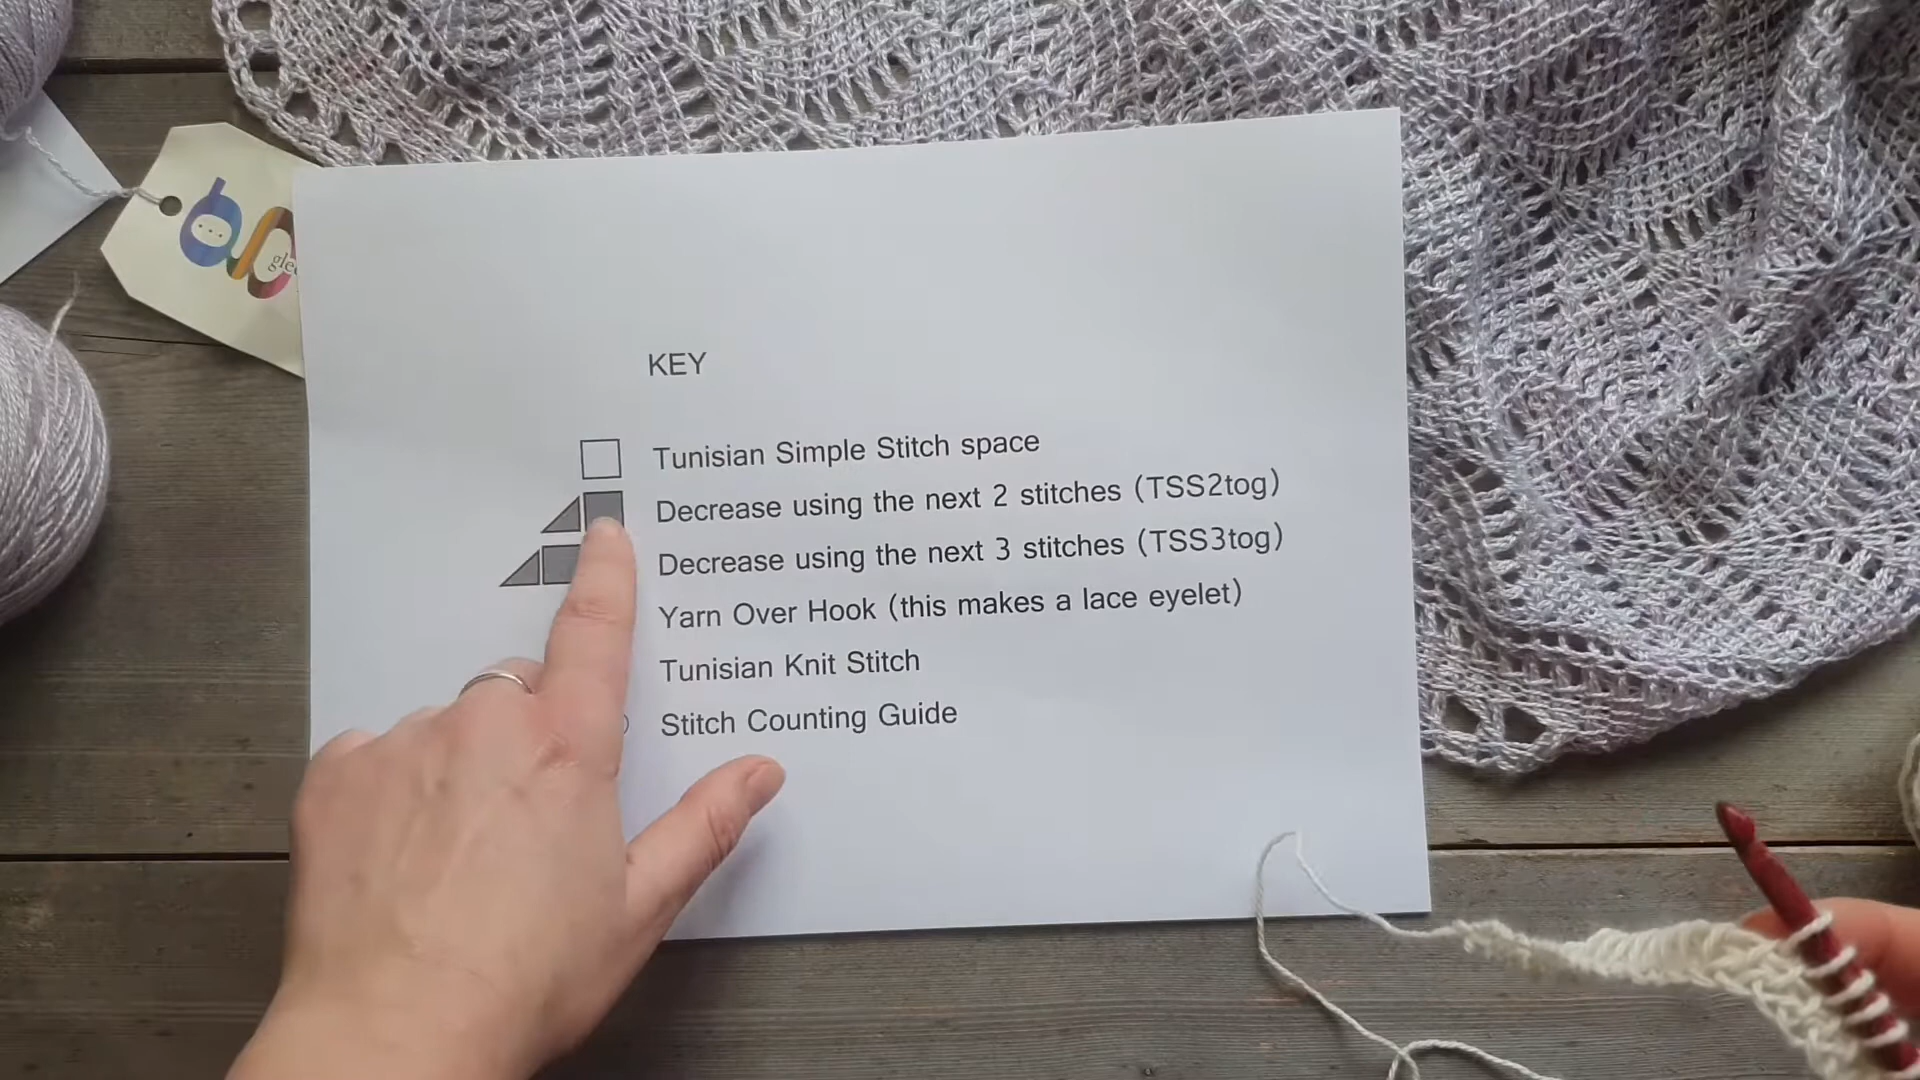 KEY
Tunisian Simple Stitch space
Decrease using the next 2 stitches (TSS2tog)
Decrease using the next 3 stitches (TSS3tog)
Yarn Over Hook (this makes a lace eyelet)
Tunisian Knit Stitch
Stitch Counting Guide